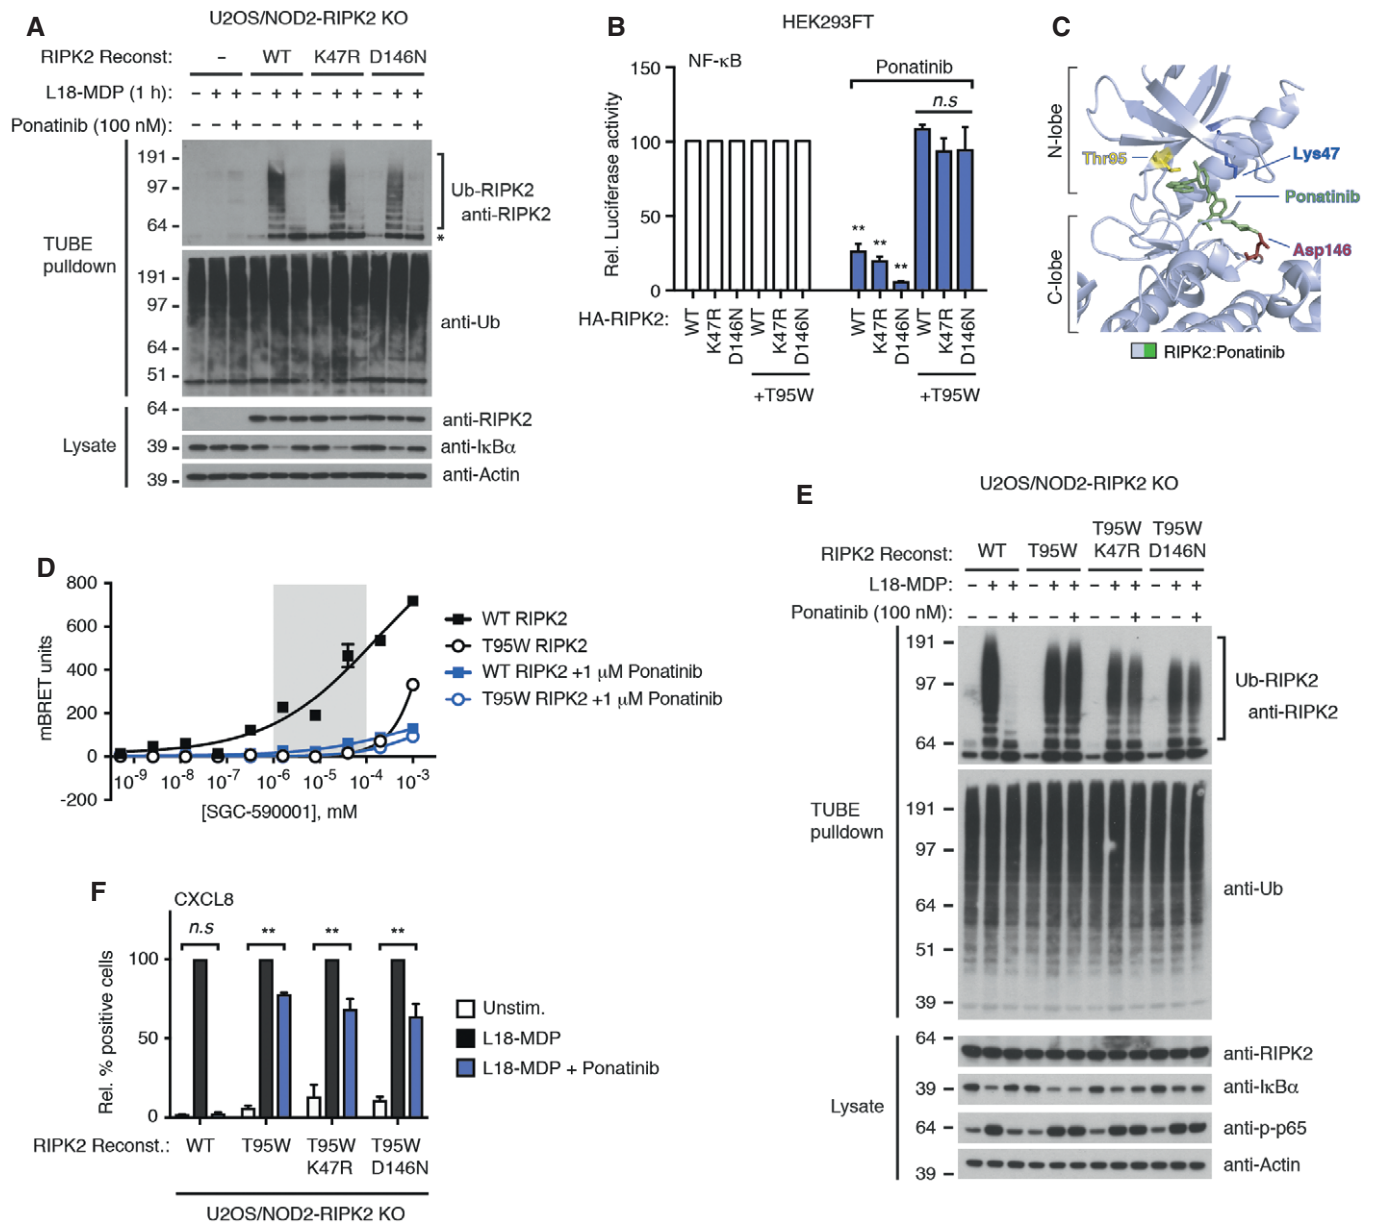 A
U2OS/NOD2-RIPK2 KO
RIPK2 Reconst: – WT K47R D146N
L18-MDP (1 h): – + + – + + – + + – + +
Ponatinib (100 nM): – – + – – + – – + – – +
TUBE pulldown
191
97
64
Ub-RIPK2
anti-RIPK2
*
191
97
64
51
anti-Ub
Lysate
64
anti-RIPK2
39
anti-IκBα
39
anti-Actin
B
HEK293FT
NF-κB
Ponatinib
n.s
Rel. Luciferase activity
150
100
50
0
** ** **
HA-RIPK2: WT K47R D146N WT K47R D146N WT K47R D146N WT K47R D146N
+T95W +T95W
C
N-lobe
C-lobe
Thr95
Lys47
Ponatinib
Asp146
RIPK2:Ponatinib
D
mBRET units
800
600
400
200
0
-200
10-9 10-8 10-7 10-6 10-5 10-4 10-3
[SGC-590001], mM
WT RIPK2
T95W RIPK2
WT RIPK2 +1 μM Ponatinib
T95W RIPK2 +1 μM Ponatinib
E
U2OS/NOD2-RIPK2 KO
RIPK2 Reconst: WT T95W T95W K47R T95W D146N
L18-MDP: – + + – + + – + + – + +
Ponatinib (100 nM): – – + – – + – – + – – +
TUBE pulldown
191
97
64
Ub-RIPK2
anti-RIPK2
191
97
64
51
39
anti-Ub
Lysate
64
anti-RIPK2
39
anti-IκBα
64
anti-p-p65
39
anti-Actin
F
CXCL8
n.s ** ** **
Rel. % positive cells
100
50
0
Unstim.
L18-MDP
L18-MDP + Ponatinib
RIPK2 Reconst.: WT T95W T95W K47R T95W D146N
U2OS/NOD2-RIPK2 KO